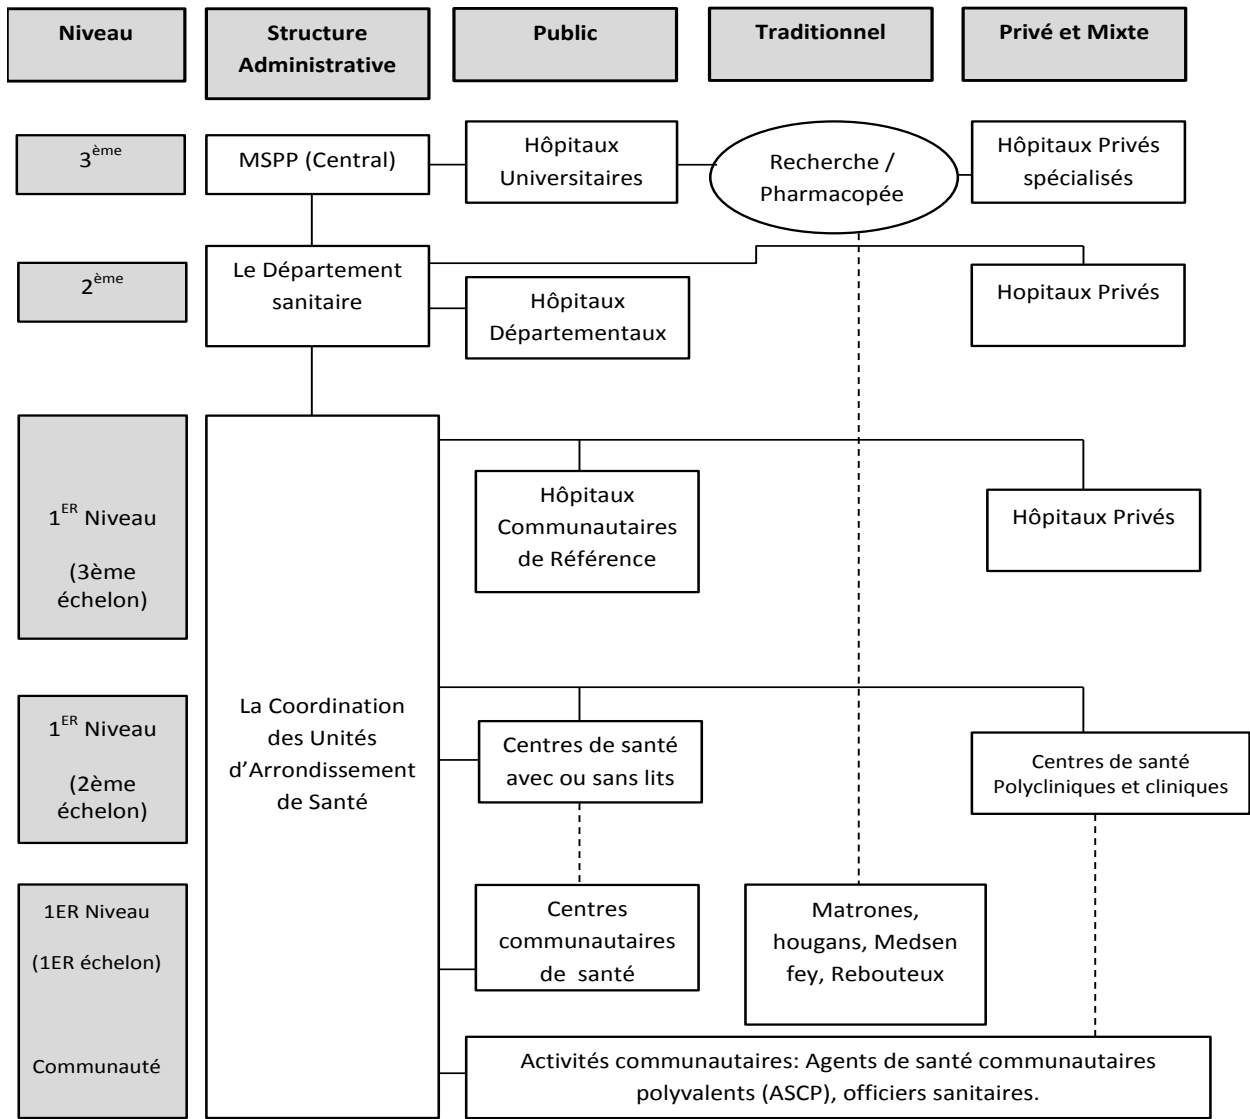 Niveau
Structure
Administrative
Public
Traditionnel
Privé et Mixte
3ème
MSPP (Central)
Hôpitaux
Universitaires
Recherche /
Pharmacopée
Hôpitaux Privés
spécialisés
2ème
Le Département
sanitaire
Hôpitaux
Départementaux
Hopitaux Privés
1ER Niveau
(3ème
échelon)
Hôpitaux
Communautaires
de Référence
Hôpitaux Privés
1ER Niveau
(2ème
échelon)
La Coordination
des Unités
d’Arrondissement
de Santé
Centres de santé
avec ou sans lits
Centres de santé
Polycliniques et cliniques
1ER Niveau
(1ER échelon)
Communauté
Centres
communautaires
de santé
Matrones,
hougans, Medsen
fey, Rebouteux
Activités communautaires: Agents de santé communautaires
polyvalents (ASCP), officiers sanitaires.